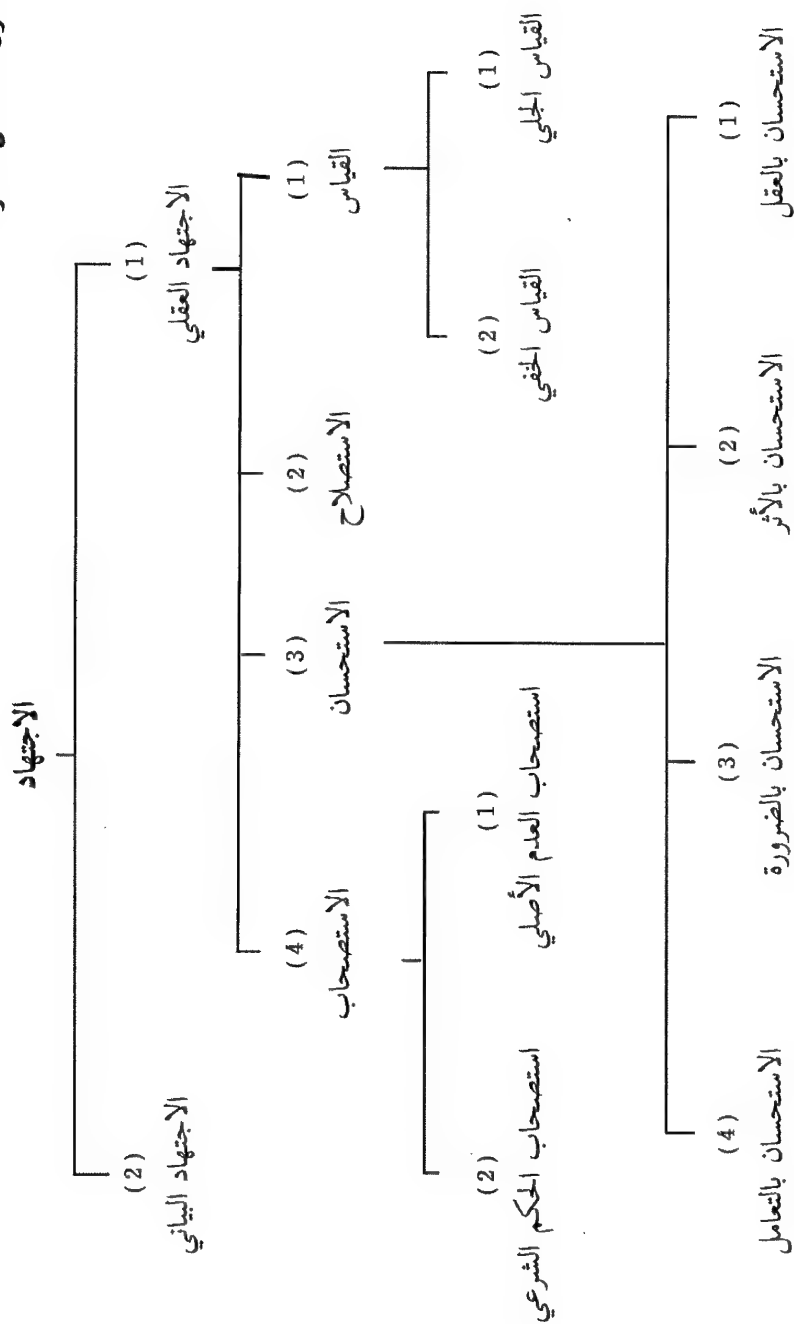 الاجتهاد
(1)
الاجتهاد العقلي
(2)
الاجتهاد البياني
(1)
القياس
(2)
الاستصلاح
(3)
الاستحسان
(4)
الاستصحاب
(1)
القياس الجلي
(2)
القياس الخفي
(1)
استصحاب العدم الأصلي
(2)
استصحاب الحكم الشرعي
(1)
الاستحسان بالعقل
(2)
الاستحسان بالأثر
(3)
الاستحسان بالضرورة
(4)
الاستحسان بالتعامل